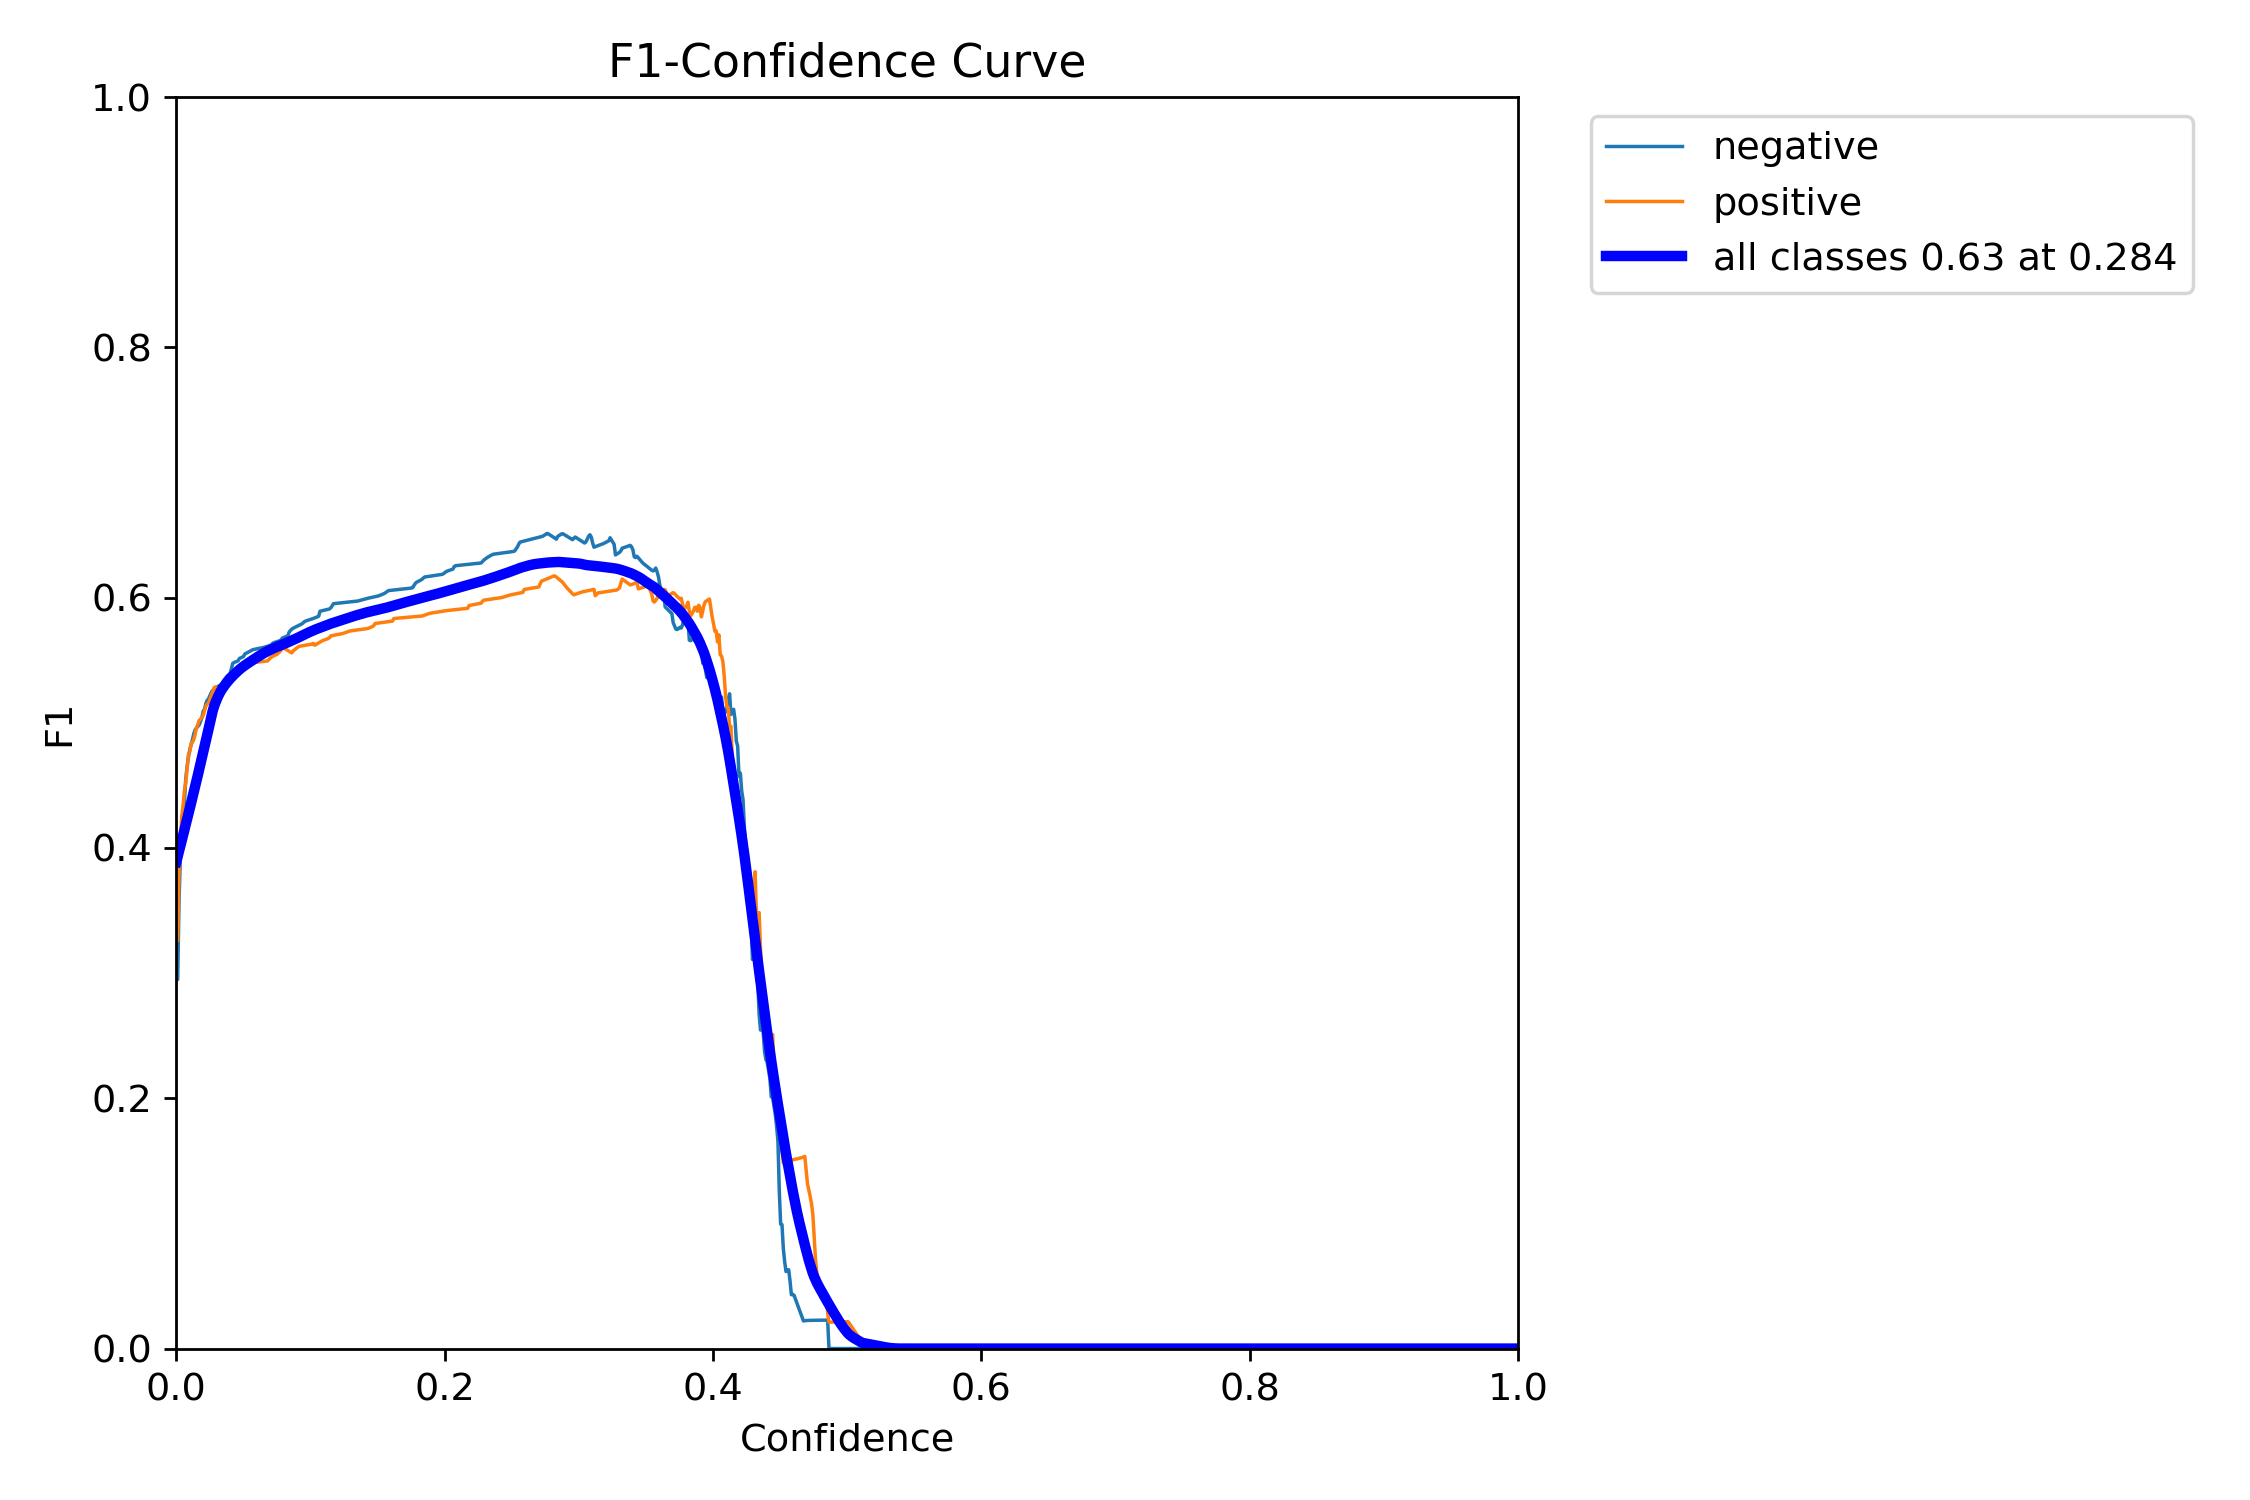 F1-Confidence Curve
1.0
0.8
0.6
0.4
0.2
0.0
F1
0.0 0.2 0.4 0.6 0.8 1.0
Confidence
negative
positive
all classes 0.63 at 0.284